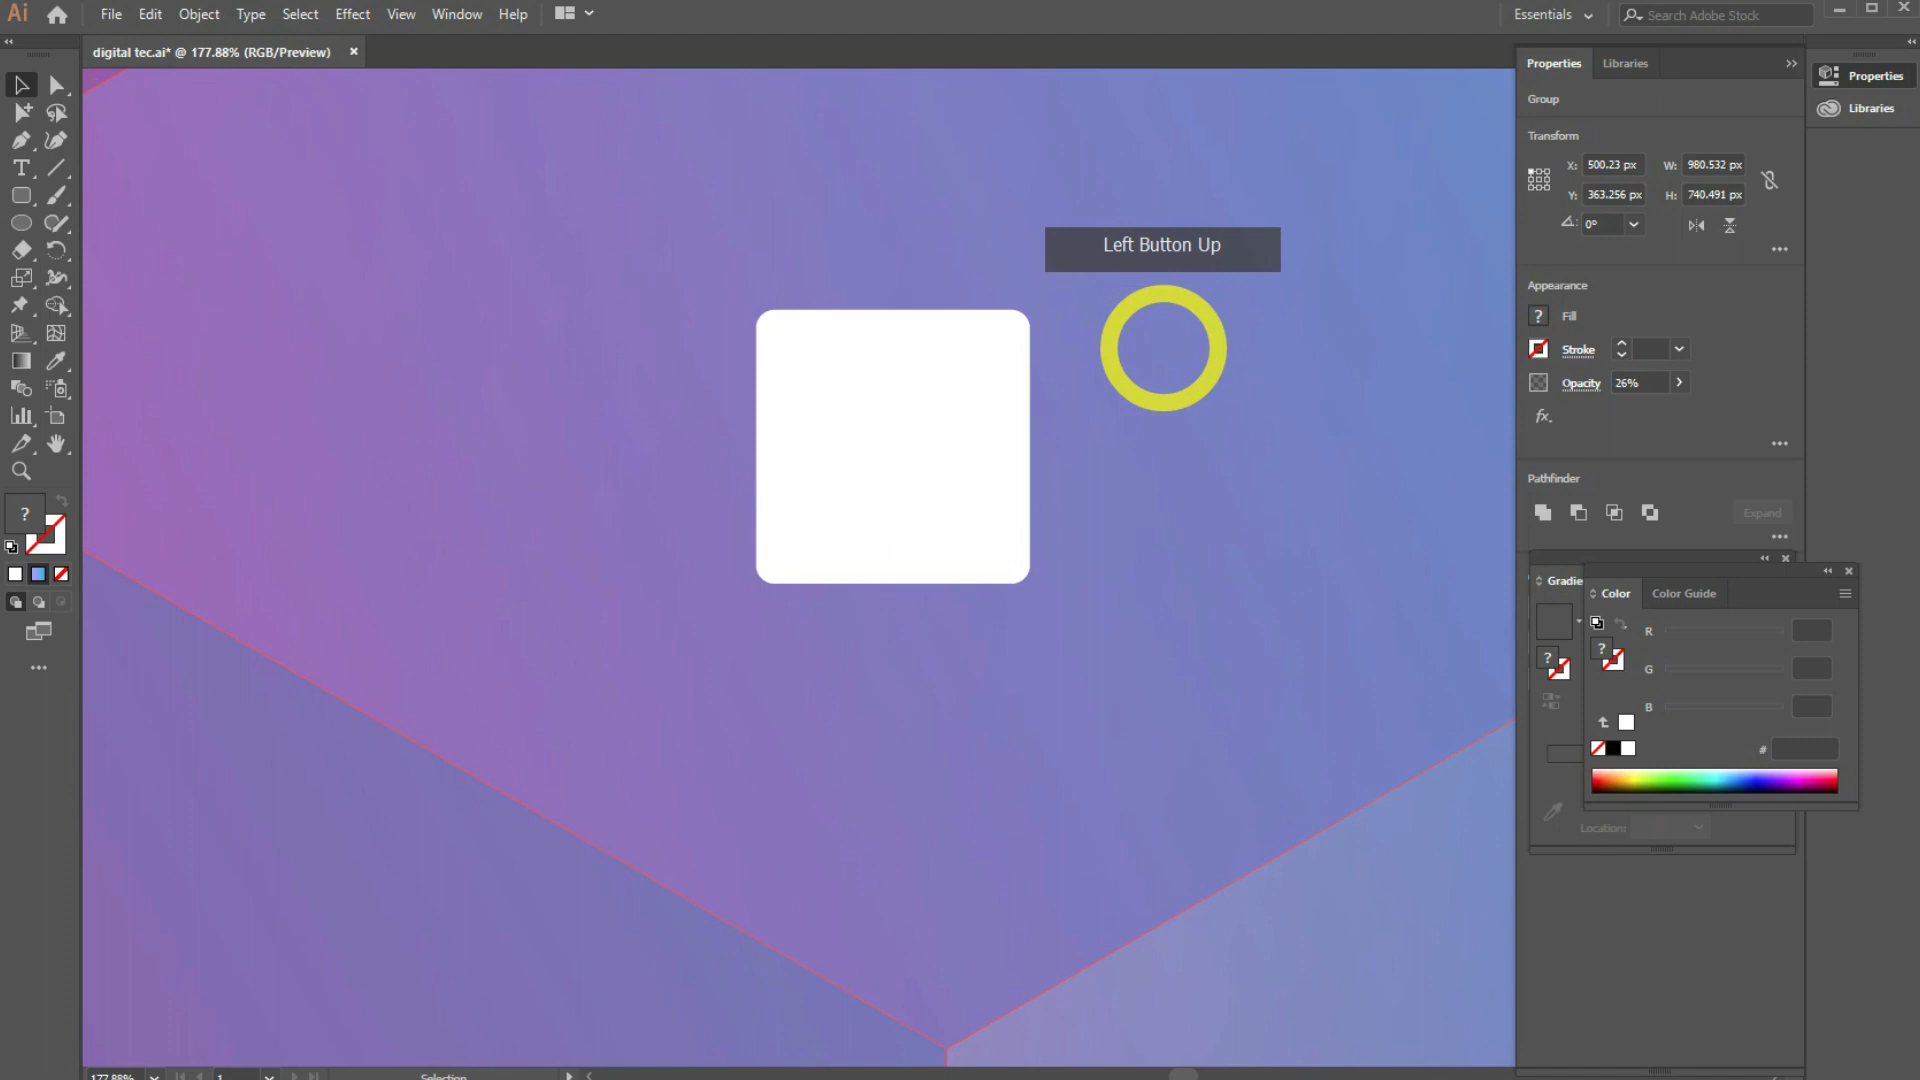 Ai File Edit Object Type Select Effect View Window Help Essentials Search Adobe Stock
digital tec.ai* @ 177.88% (RGB/Preview) ×
Properties Libraries
Properties
Libraries
Group
Transform
X: 500.23 px W: 980.532 px
Y: 363.256 px H: 740.491 px
0°
Left Button Up
Appearance
? Fill
Stroke
Opacity 26%
fx.
Pathfinder
Expand
?
Gradie
Color Color Guide
R
? ? G
B
#
Location:
177.88% 1 Selection